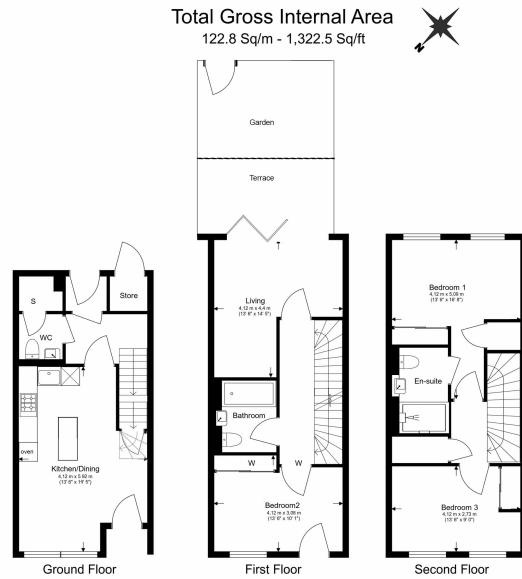 Total Gross Internal Area
122.8 Sq/m - 1,322.5 Sq/ft
N
Garden
Terrace
S
Store
WC
oven
Kitchen/Dining
4,12 m x 5.92 m
(13' 6" x 19' 5")
Ground Floor
Living
4,12 m x 4,4 m
(13' 6" x 14' 5")
Bathroom
W
W
Bedroom2
4,12 m x 3,08 m
(13' 6" x 10' 1")
First Floor
Bedroom 1
4,12 m x 5,09 m
(13' 6" x 16' 8")
En-suite
Bedroom 3
4,12 m x 2,73 m
(13' 6" x 9' 0")
Second Floor